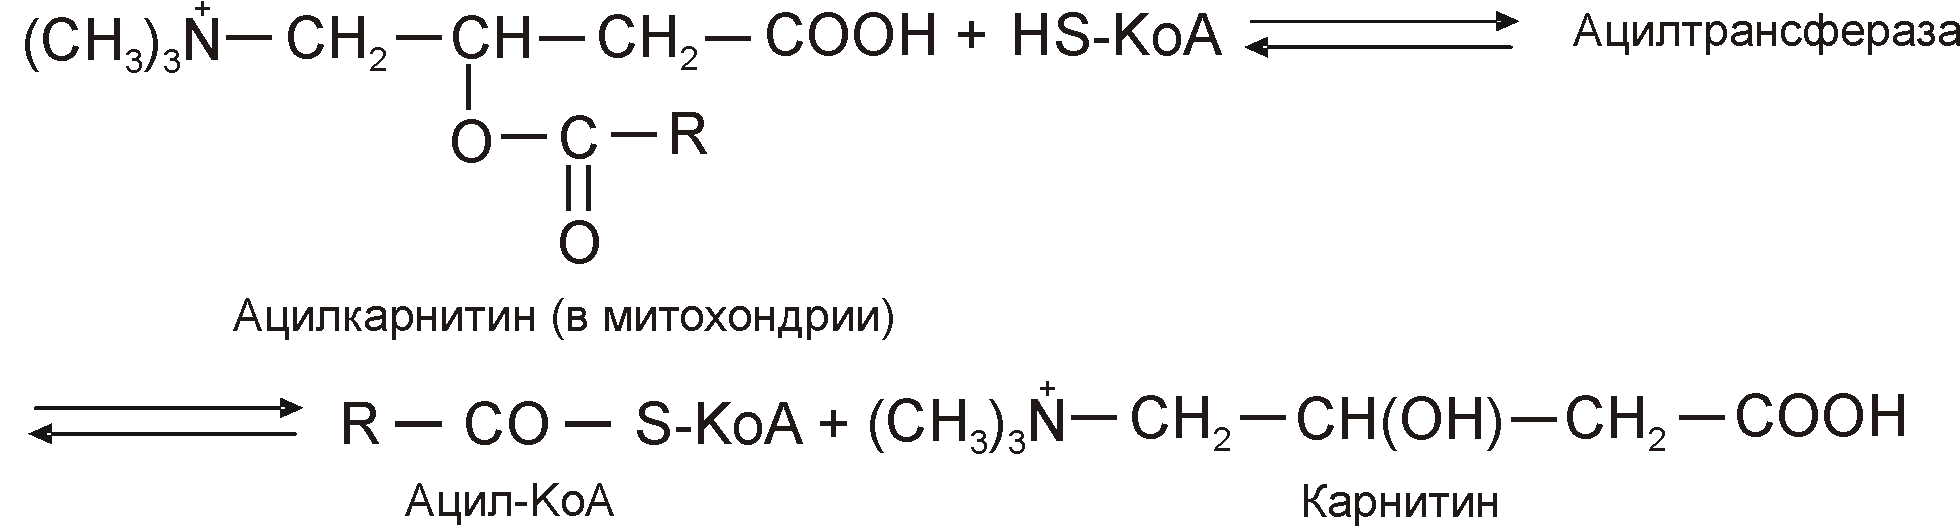 (CH₃)₃N⁺—CH₂—CH—CH₂—COOH + HS-KoA ⇄ Ацилтрансфераза
O—C—R
O
Ацилкарнитин (в митохондрии)
⇄ R—CO—S-KoA + (CH₃)₃N⁺—CH₂—CH(OH)—CH₂—COOH
Ацил-КоА Карнитин